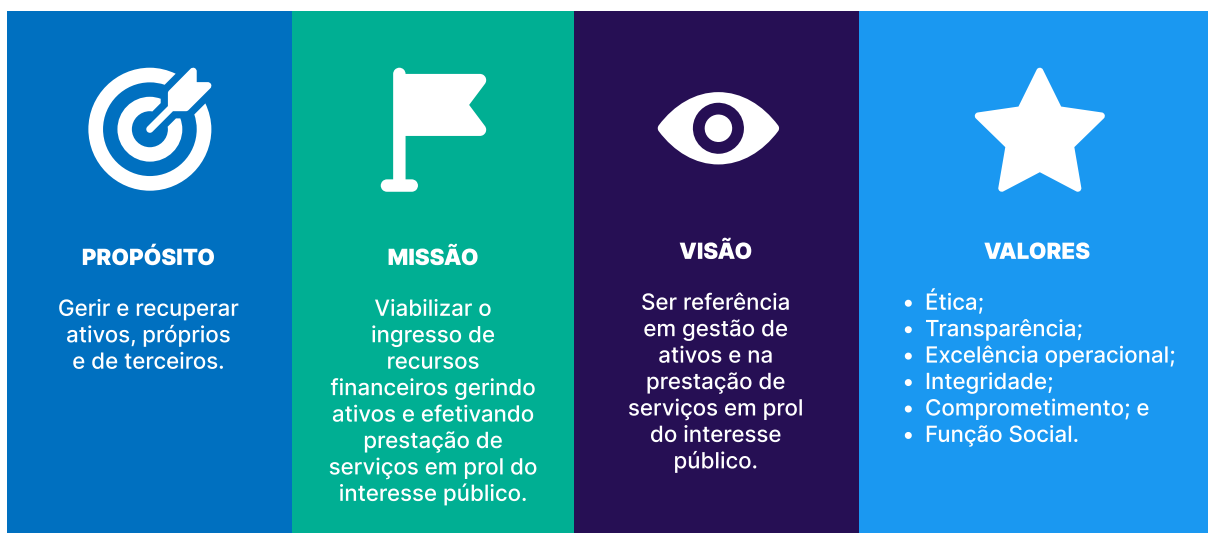 PROPÓSITO
Gerir e recuperar
ativos, próprios
e de terceiros.
MISSÃO
Viabilizar o
ingresso de
recursos
financeiros gerindo
ativos e efetivando
prestação de
serviços em prol do
interesse público.
VISÃO
Ser referência
em gestão de
ativos e na
prestação de
serviços em prol
do interesse
público.
VALORES
• Ética;
• Transparência;
• Excelência operacional;
• Integridade;
• Comprometimento; e
• Função Social.